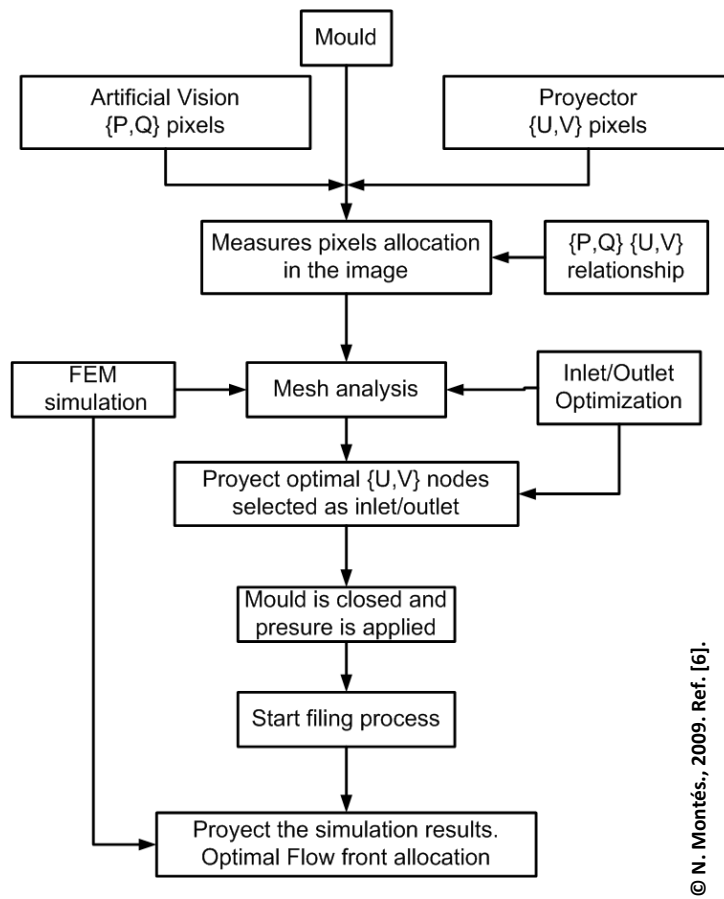 Mould
Artificial Vision
{P,Q} pixels
Proyector
{U,V} pixels
Measures pixels allocation
in the image
{P,Q} {U,V}
relationship
FEM
simulation
Mesh analysis
Inlet/Outlet
Optimization
Proyect optimal {U,V} nodes
selected as inlet/outlet
Mould is closed and
presure is applied
Start filing process
Proyect the simulation results.
Optimal Flow front allocation
© N. Montés., 2009. Ref. [6].